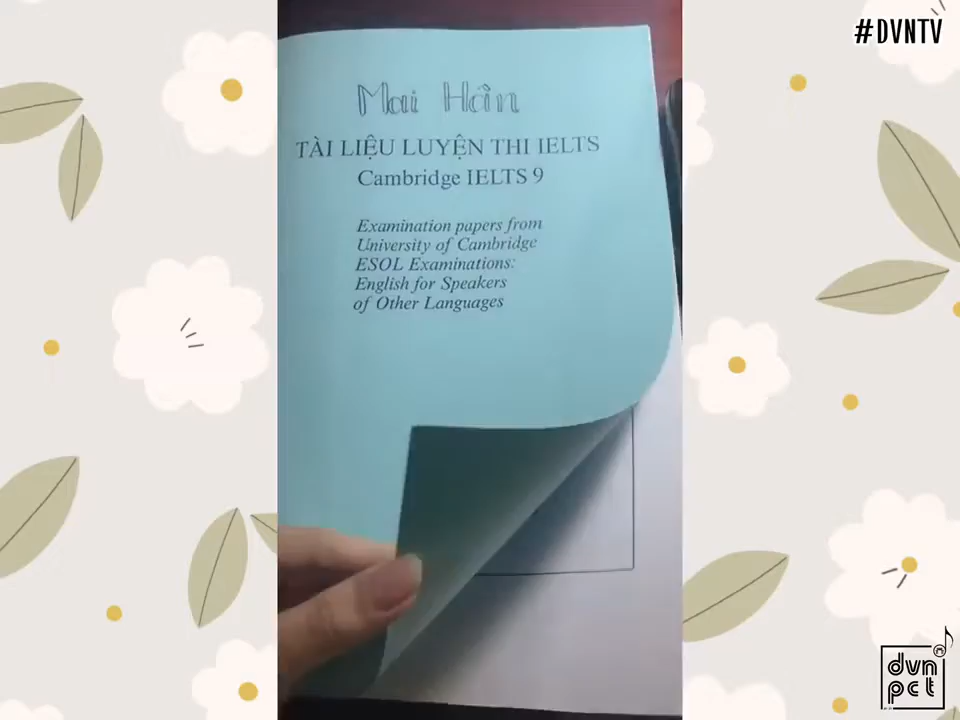 #DVNTV
Mai Hân
TÀI LIỆU LUYỆN THI IELTS
Cambridge IELTS 9
Examination papers from
University of Cambridge
ESOL Examinations:
English for Speakers
of Other Languages
dvn
pct